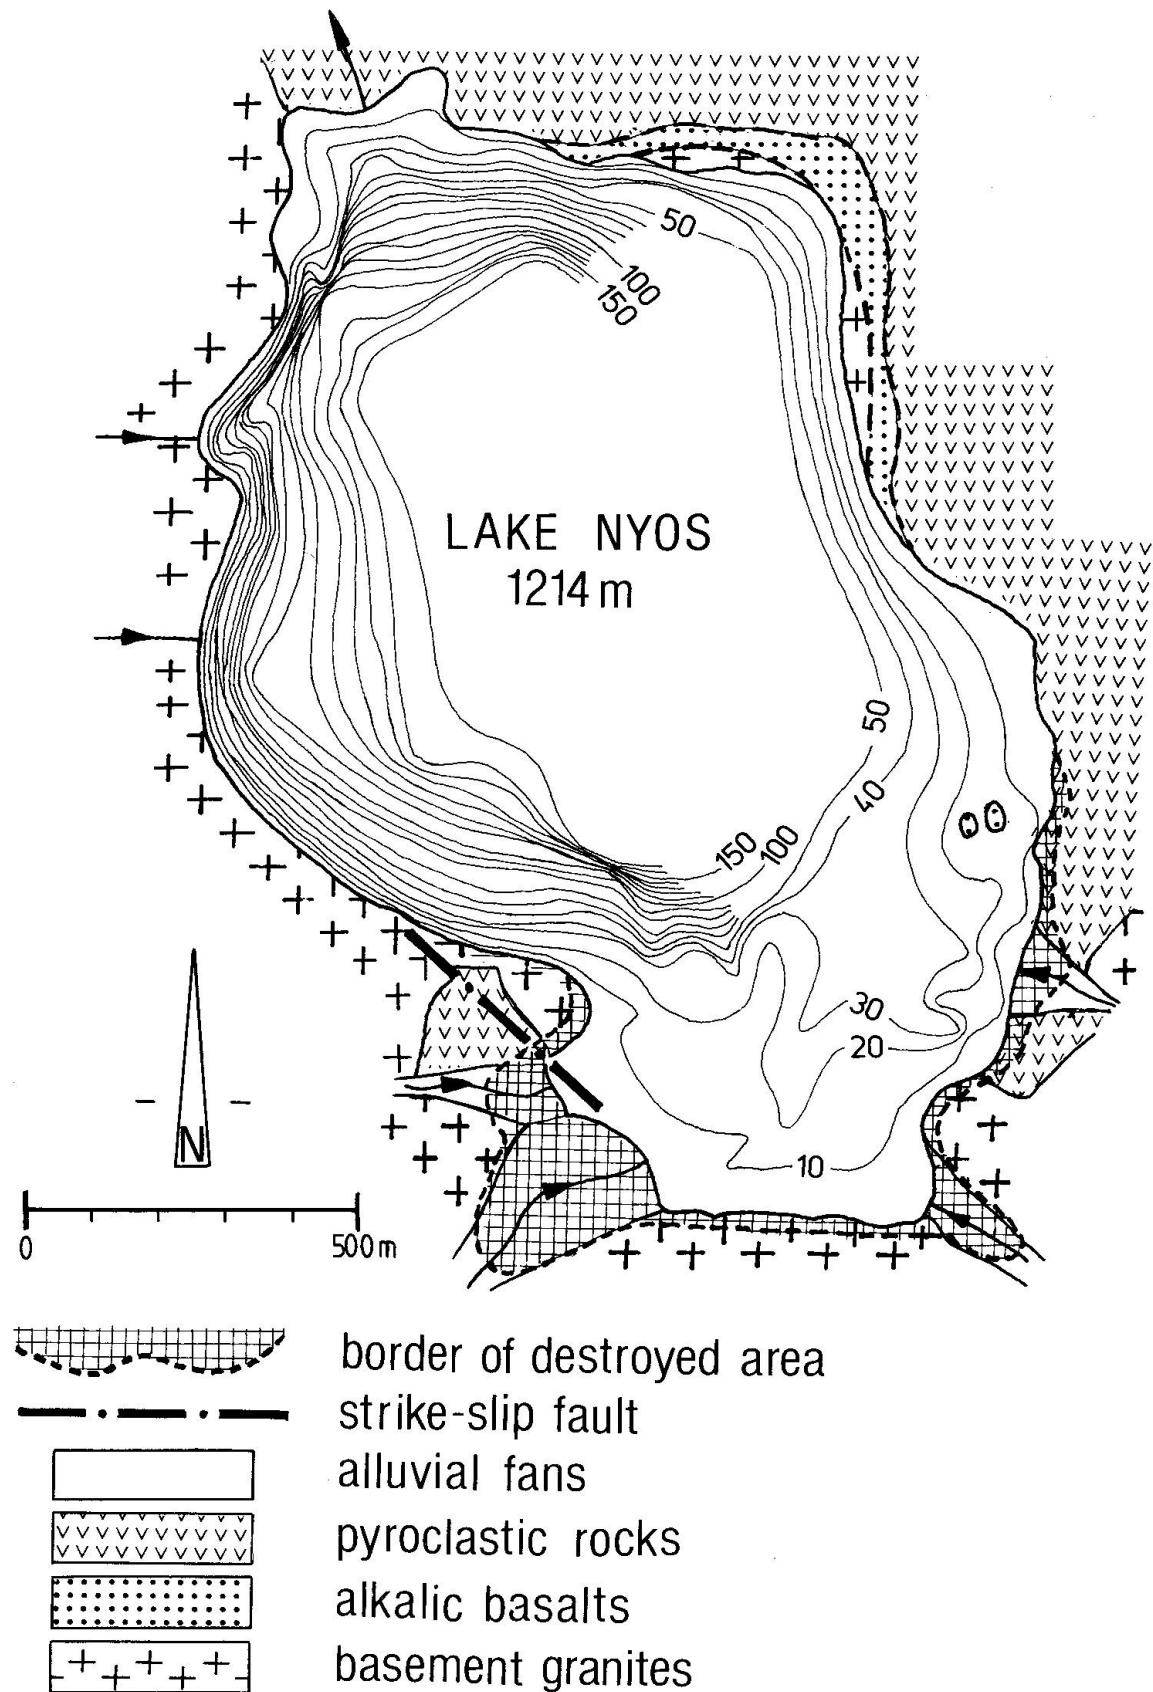 50
100
150
LAKE NYOS
1214 m
50
40
150
100
30
20
10
N
0
500 m
border of destroyed area
strike-slip fault
alluvial fans
pyroclastic rocks
alkalic basalts
basement granites